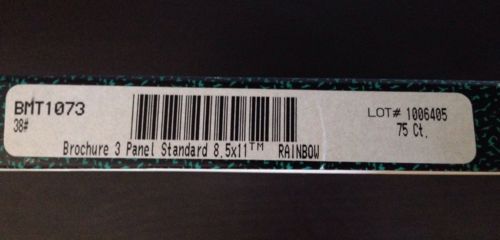 BMT1073
38#
LOT# 1006405
75 Ct.
Brochure 3 Panel Standard 8.5x11™ RAINBOW